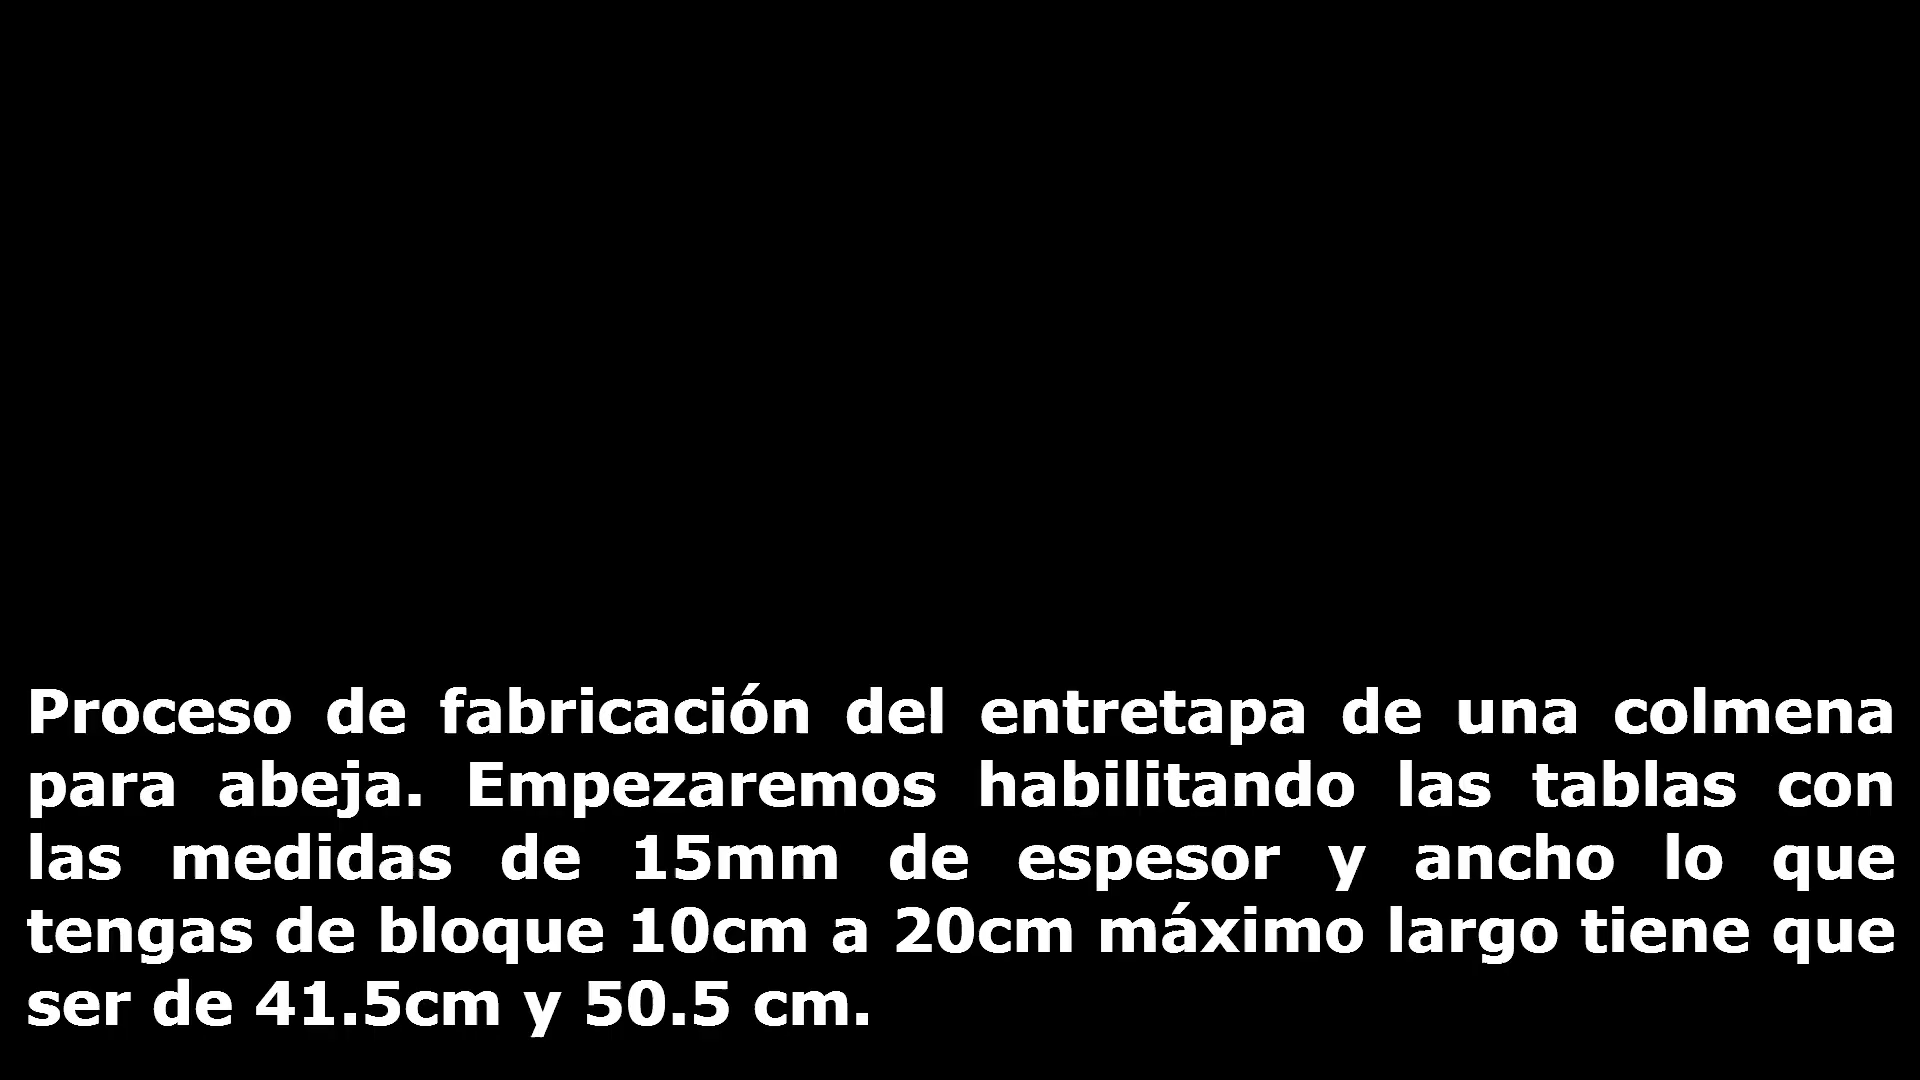 Proceso de fabricación del entretapa de una colmena
para abeja. Empezaremos habilitando las tablas con
las medidas de 15mm de espesor y ancho lo que
tengas de bloque 10cm a 20cm máximo largo tiene que
ser de 41.5cm y 50.5 cm.